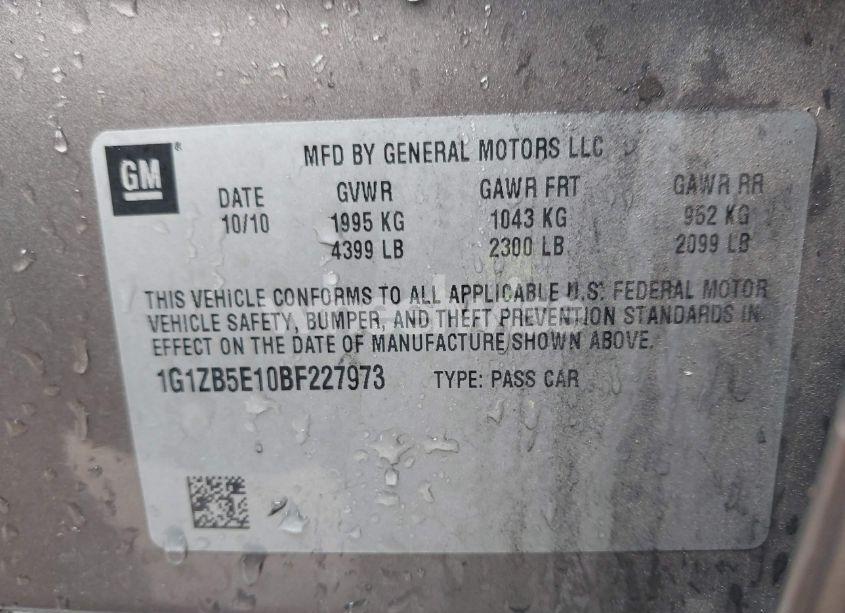 GM
MFD BY GENERAL MOTORS LLC
DATE GVWR GAWR FRT GAWR RR
10/10 1995 KG 1043 KG 952 KG
4399 LB 2300 LB 2099 LB
THIS VEHICLE CONFORMS TO ALL APPLICABLE U.S. FEDERAL MOTOR
VEHICLE SAFETY, BUMPER, AND THEFT PREVENTION STANDARDS IN
EFFECT ON THE DATE OF MANUFACTURE SHOWN ABOVE.
1G1ZB5E10BF227973 TYPE: PASS CAR